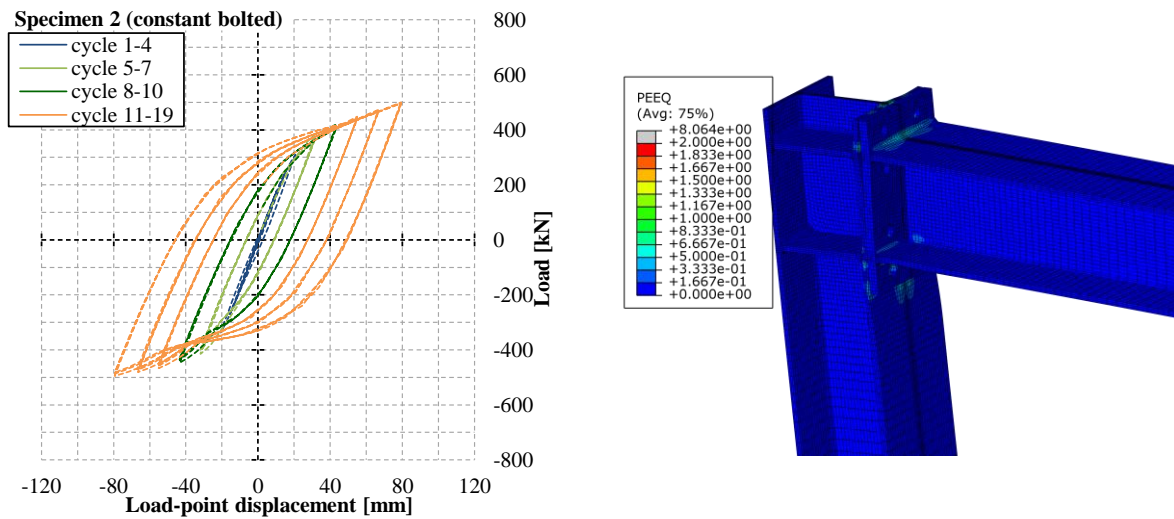 Specimen 2 (constant bolted)
cycle 1-4
cycle 5-7
cycle 8-10
cycle 11-19
800
600
400
200
0
-200
-400
-600
-800
Load [kN]
-120 -80 -40 0 40 80 120
Load-point displacement [mm]
PEEQ
(Avg: 75%)
+8.064e+00
+2.000e+00
+1.833e+00
+1.667e+00
+1.500e+00
+1.333e+00
+1.167e+00
+1.000e+00
+8.333e-01
+6.667e-01
+5.000e-01
+3.333e-01
+1.667e-01
+0.000e+00